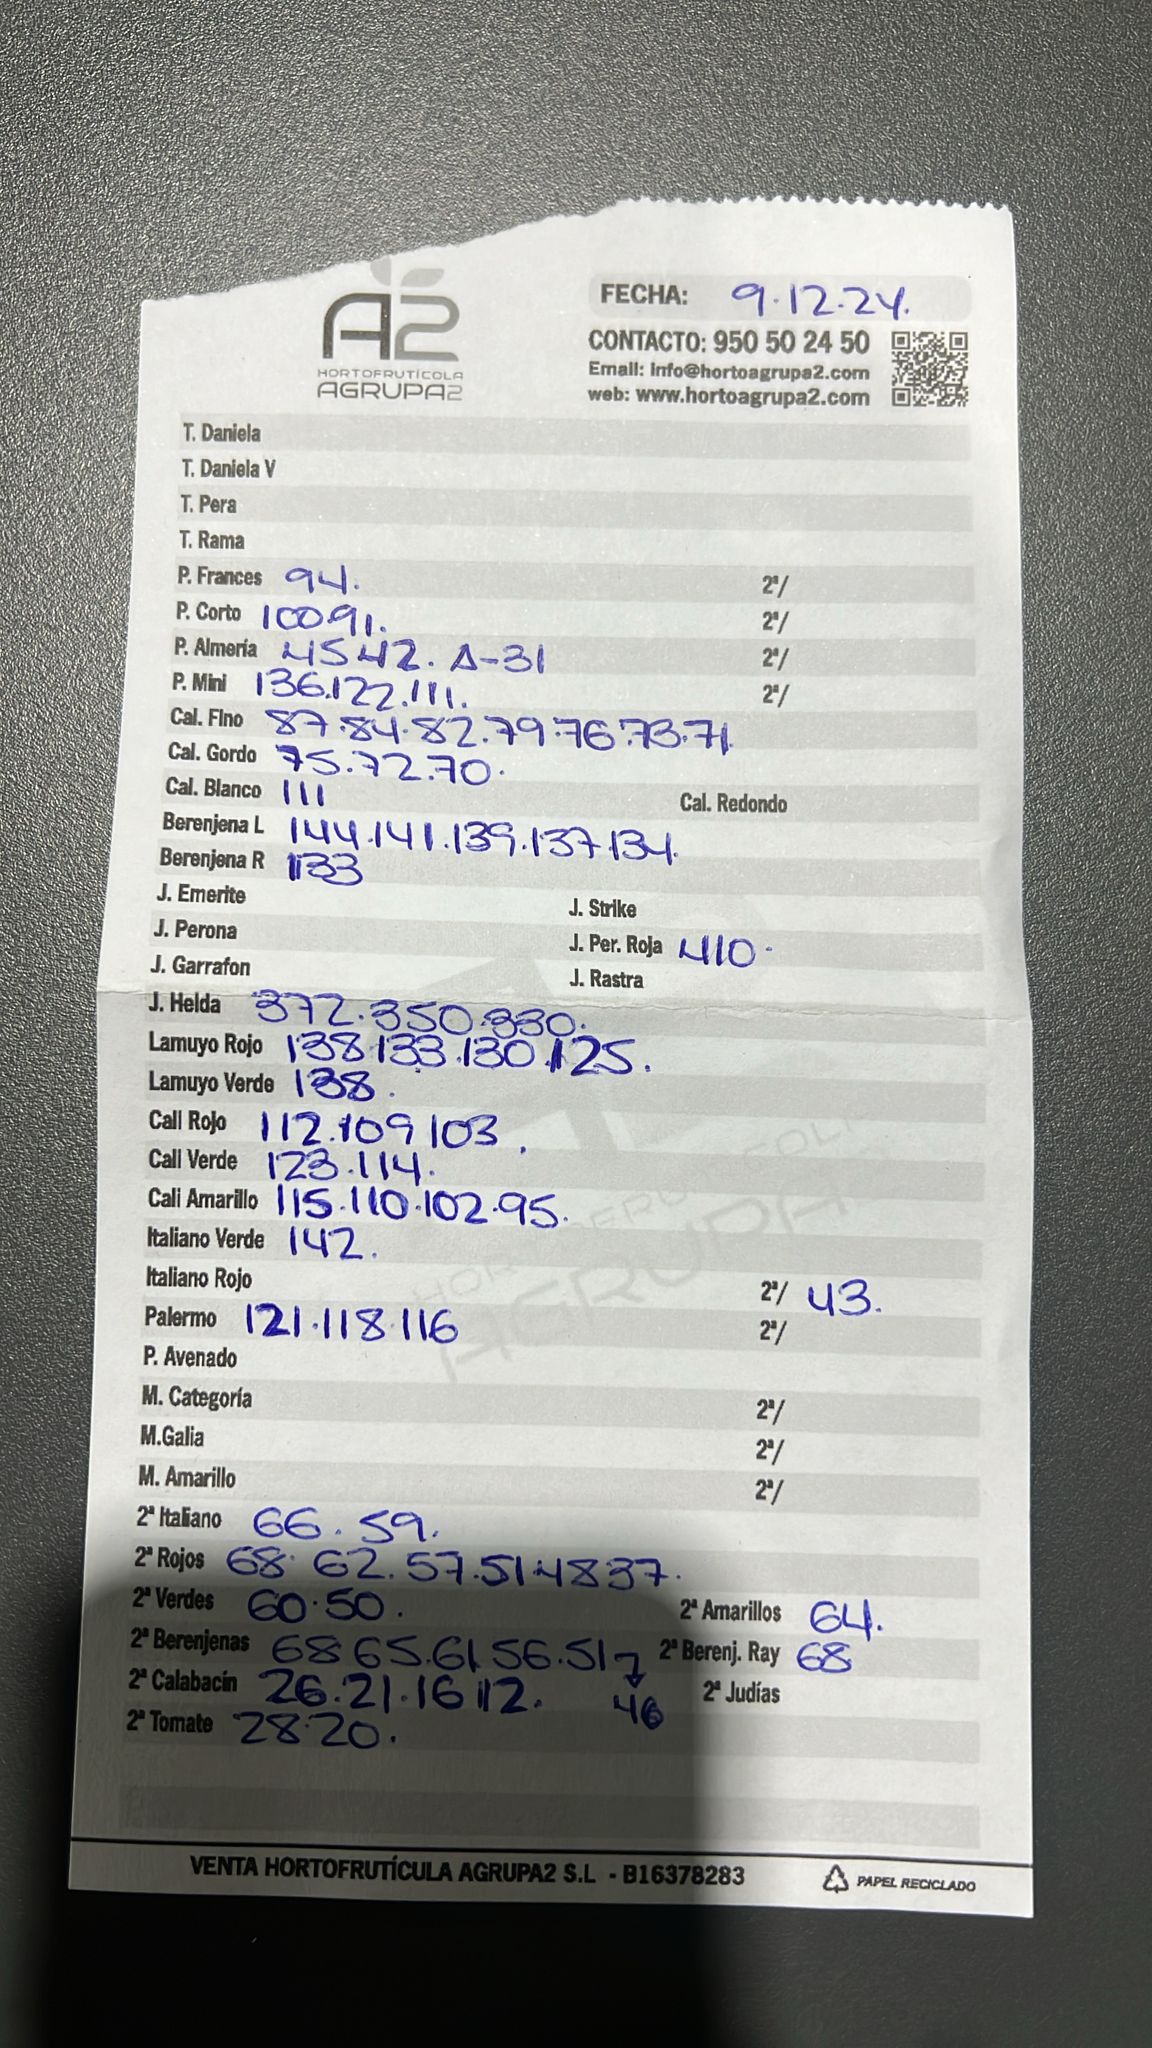 A2
HORTOFRUTÍCOLA
AGRUPA2
FECHA: 9.12.24.
CONTACTO: 950 50 24 50
Email: info@hortoagrupa2.com
web: www.hortoagrupa2.com
T. Daniela
T. Daniela V
T. Pera
T. Rama
P. Frances 94. 2ª/
P. Corto 100.91. 2ª/
P. Almería 45.42. A-31 2ª/
P. Mini 136.122.111. 2ª/
Cal. Fino 87.84.82.79.76.73.71.
Cal. Gordo 75.72.70.
Cal. Blanco 111 Cal. Redondo
Berenjena L 144.141.139.137.134.
Berenjena R 133
J. Emerite J. Strike
J. Perona J. Per. Roja 410.
J. Garrafon J. Rastra
J. Helda 372.350.330.
Lamuyo Rojo 138.133.130.125.
Lamuyo Verde 138.
Cali Rojo 112.109.103.
Cali Verde 123.114.
Cali Amarillo 115.110.102.95.
Italiano Verde 142.
Italiano Rojo 2ª/ 43.
Palermo 121.118.116 2ª/
P. Avenado
M. Categoría 2ª/
M.Galia 2ª/
M. Amarillo 2ª/
2ª Italiano 66.59.
2ª Rojos 68.62.57.51.48.37.
2ª Verdes 60.50. 2ª Amarillos 64.
2ª Berenjenas 68.65.61.56.51 → 46 2ª Berenj. Ray 68
2ª Calabacín 26.21.16.12. 2ª Judías
2ª Tomate 28.20.
HORTOFRUTICOLA
AGRUPA
VENTA HORTOFRUTÍCULA AGRUPA2 S.L - B16378283
PAPEL RECICLADO